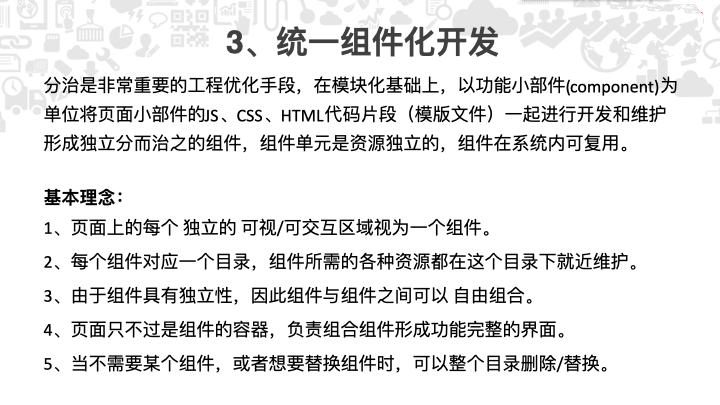 3、统一组件化开发
分治是非常重要的工程优化手段，在模块化基础上，以功能小部件(component)为
单位将页面小部件的JS、CSS、HTML代码片段（模版文件）一起进行开发和维护
形成独立分而治之的组件，组件单元是资源独立的，组件在系统内可复用。
基本理念：
1、页面上的每个 独立的 可视/可交互区域视为一个组件。
2、每个组件对应一个目录，组件所需的各种资源都在这个目录下就近维护。
3、由于组件具有独立性，因此组件与组件之间可以 自由组合。
4、页面只不过是组件的容器，负责组合组件形成功能完整的界面。
5、当不需要某个组件，或者想要替换组件时，可以整个目录删除/替换。